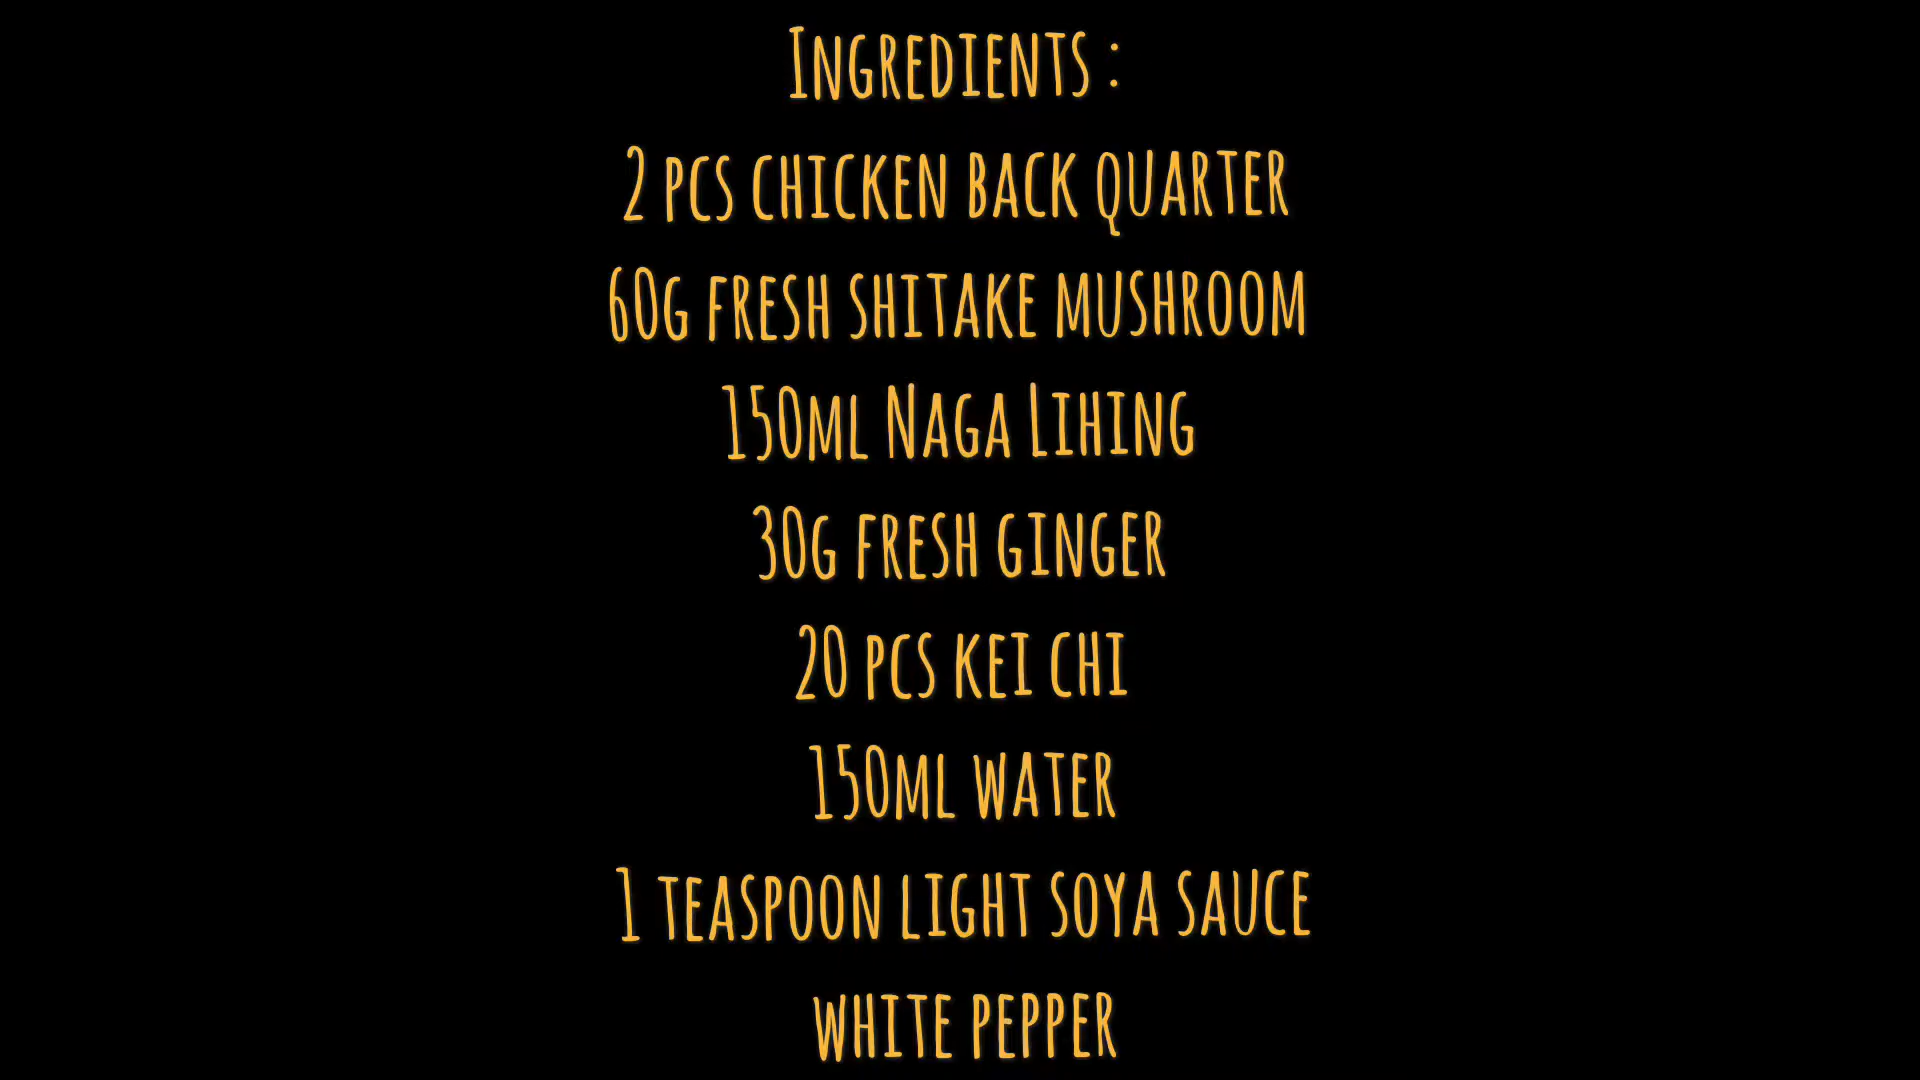 Ingredients :
2 pcs chicken back quarter
60g fresh shitake mushroom
150ml Naga Lihing
30g fresh ginger
20 pcs kei chi
150ml water
1 teaspoon light soya sauce
white pepper